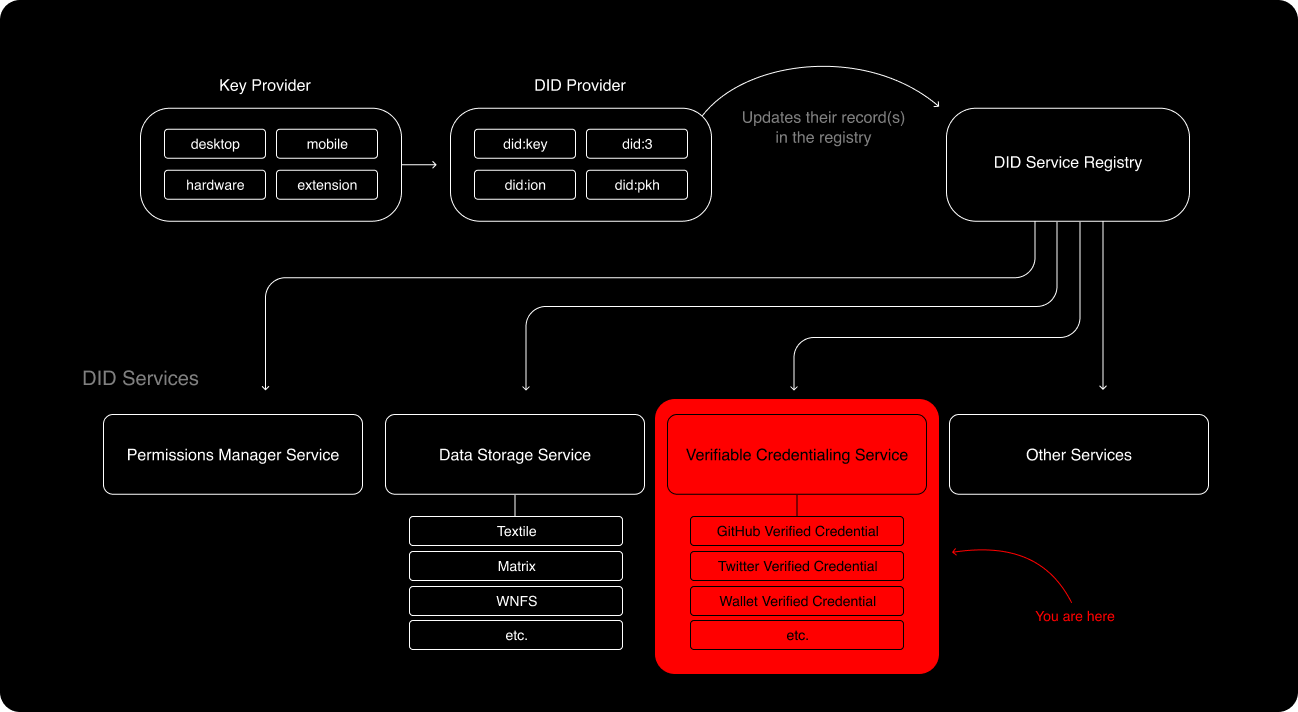 Key Provider
desktop
mobile
hardware
extension
DID Provider
did:key
did:3
did:ion
did:pkh
Updates their record(s)
in the registry
DID Service Registry
DID Services
Permissions Manager Service
Data Storage Service
Textile
Matrix
WNFS
etc.
Verifiable Credentialing Service
GitHub Verified Credential
Twitter Verified Credential
Wallet Verified Credential
etc.
Other Services
You are here